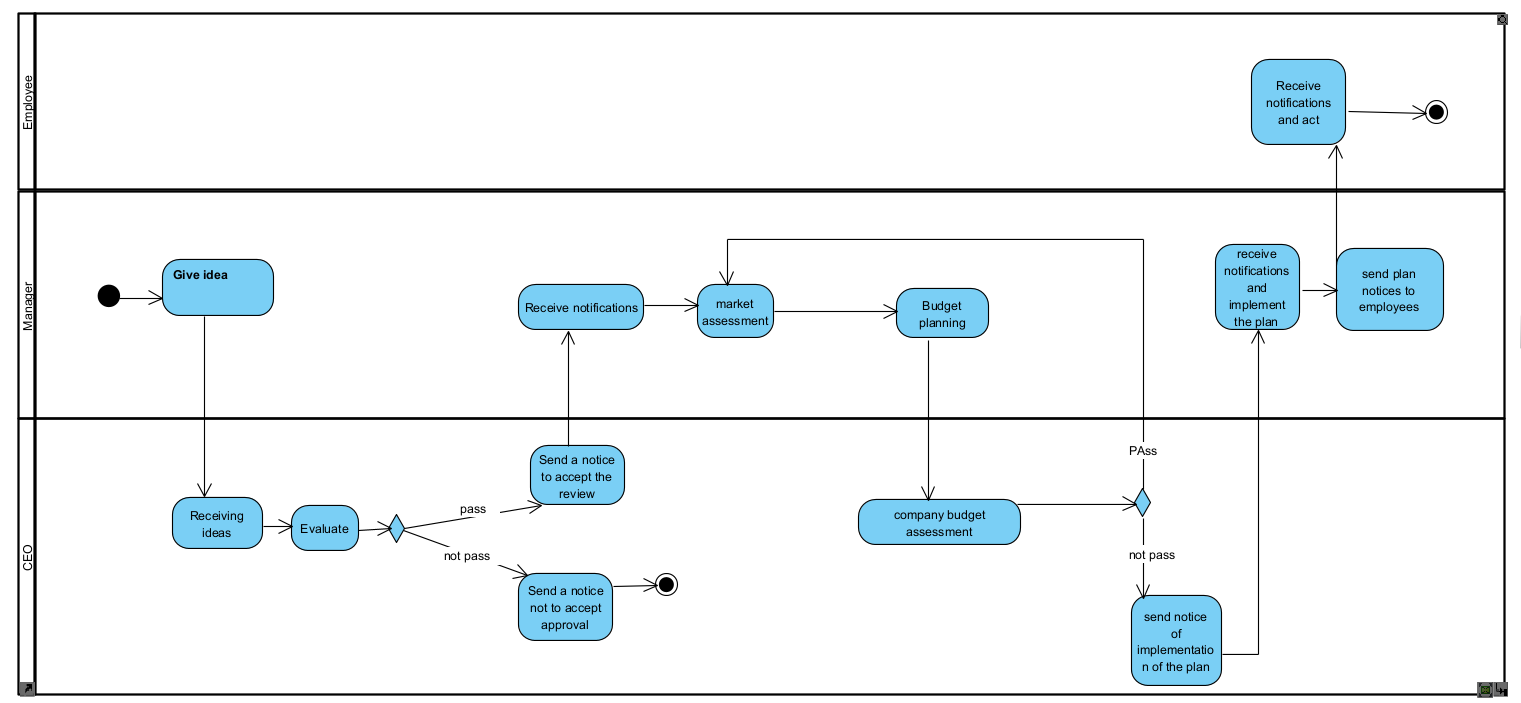 Employee
Receive
notifications
and act
Manager
Give idea
Receive notifications
market
assessment
Budget
planning
receive
notifications
and
implement
the plan
send plan
notices to
employees
CEO
Receiving
ideas
Evaluate
pass
not pass
Send a notice
to accept the
review
Send a notice
not to accept
approval
company budget
assessment
PAss
not pass
send notice
of
implementatio
n of the plan